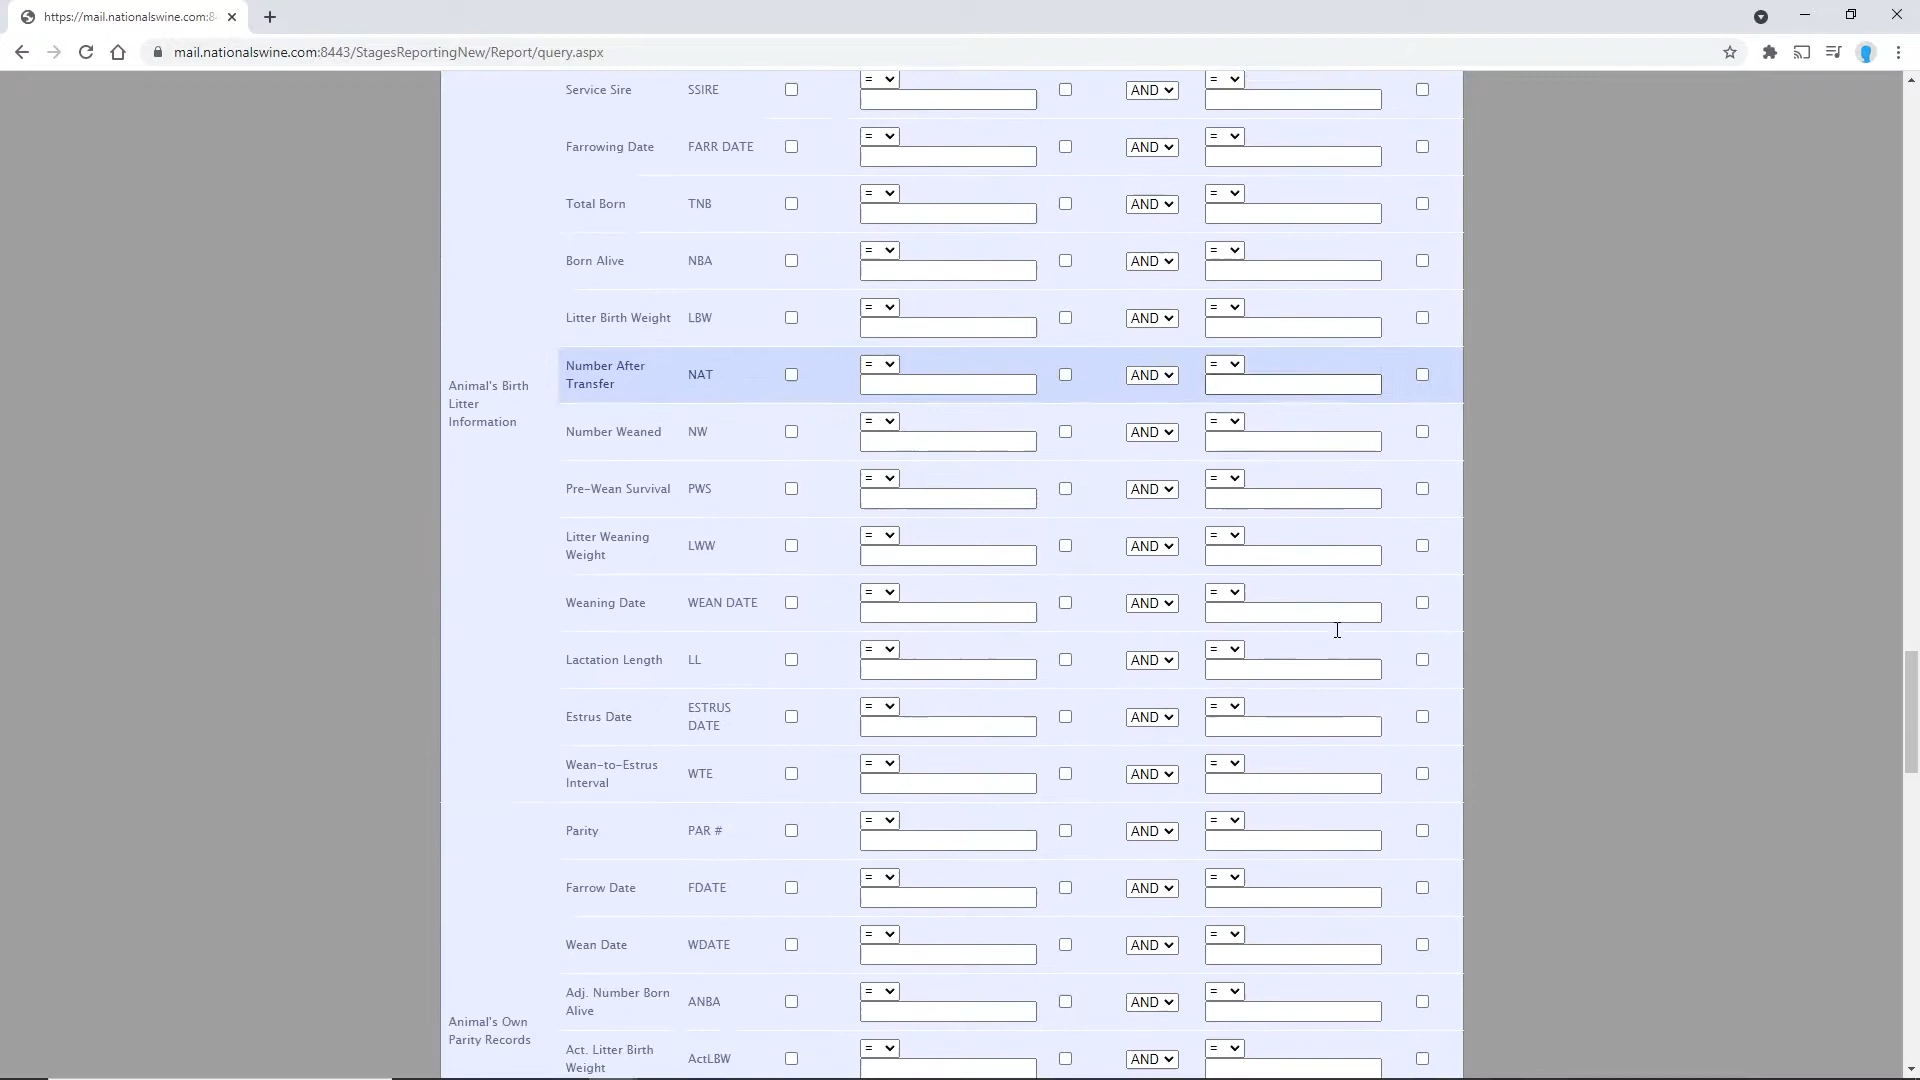 https://mail.nationalswine.com:8
mail.nationalswine.com:8443/StagesReportingNew/Report/query.aspx
Service Sire SSIRE = AND =
Farrowing Date FARR DATE = AND =
Total Born TNB = AND =
Born Alive NBA = AND =
Litter Birth Weight LBW = AND =
Animal's Birth
Litter
Information
Number After
Transfer
NAT = AND =
Number Weaned NW = AND =
Pre-Wean Survival PWS = AND =
Litter Weaning
Weight
LWW = AND =
Weaning Date WEAN DATE = AND =
Lactation Length LL = AND =
Estrus Date
ESTRUS
DATE
= AND =
Wean-to-Estrus
Interval
WTE = AND =
Parity PAR # = AND =
Farrow Date FDATE = AND =
Wean Date WDATE = AND =
Adj. Number Born
Alive
ANBA = AND =
Animal's Own
Parity Records
Act. Litter Birth
Weight
ActLBW = AND =